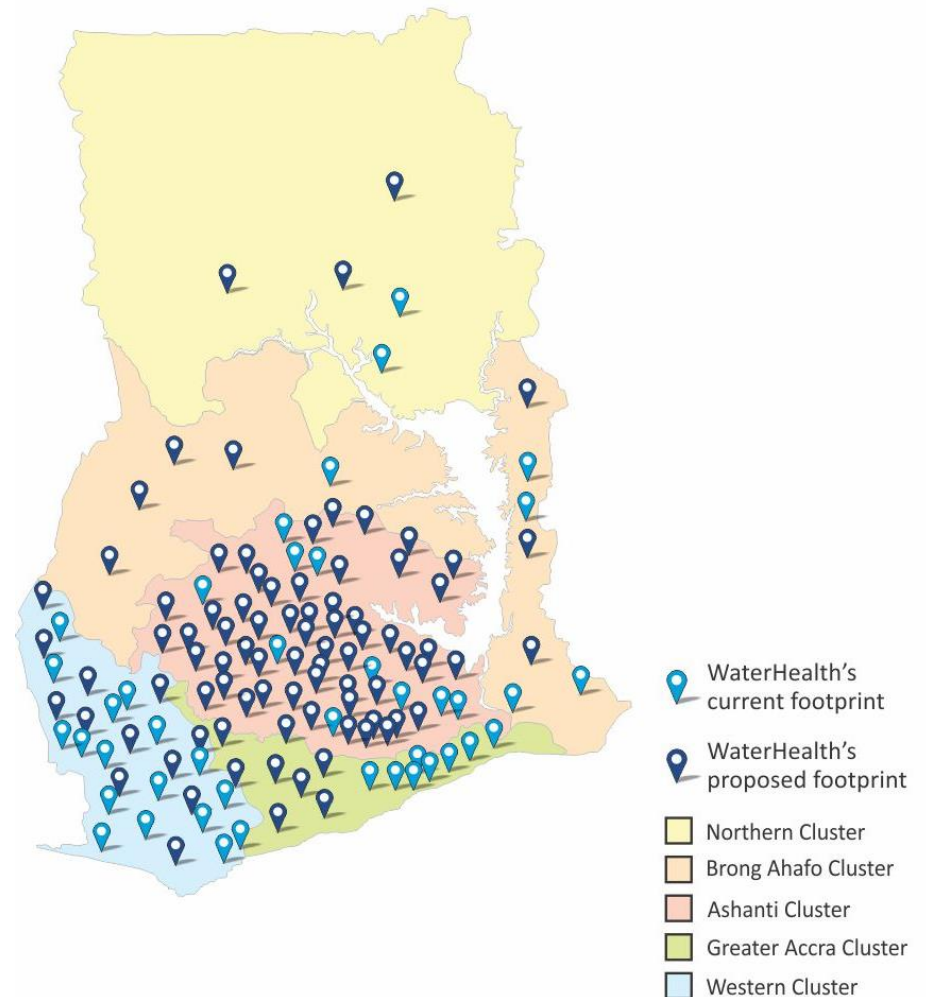 WaterHealth's
current footprint
WaterHealth's
proposed footprint
Northern Cluster
Brong Ahafo Cluster
Ashanti Cluster
Greater Accra Cluster
Western Cluster